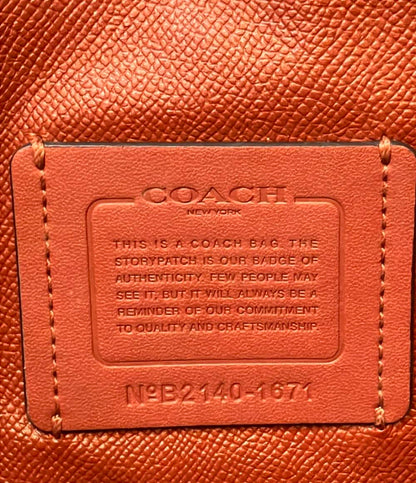 COACH
NEW YORK
THIS IS A COACH BAG. THE
STORYPATCH IS OUR BADGE OF
AUTHENTICITY. FEW PEOPLE MAY
SEE IT, BUT IT WILL ALWAYS BE A
REMINDER OF OUR COMMITMENT
TO QUALITY AND CRAFTSMANSHIP.
NºB2140-1671